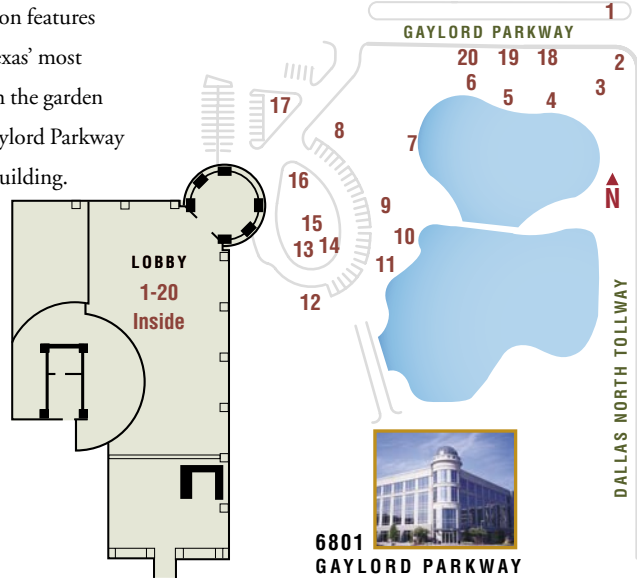 on features
exas' most
n the garden
ylord Parkway
uilding.
1
GAYLORD PARKWAY
20 19 18
2
6
3
5 4
17
8
7
16
N
9
15
10
13 14
11
12
LOBBY
1-20
Inside
DALLAS NORTH TOLLWAY
6801
GAYLORD PARKWAY